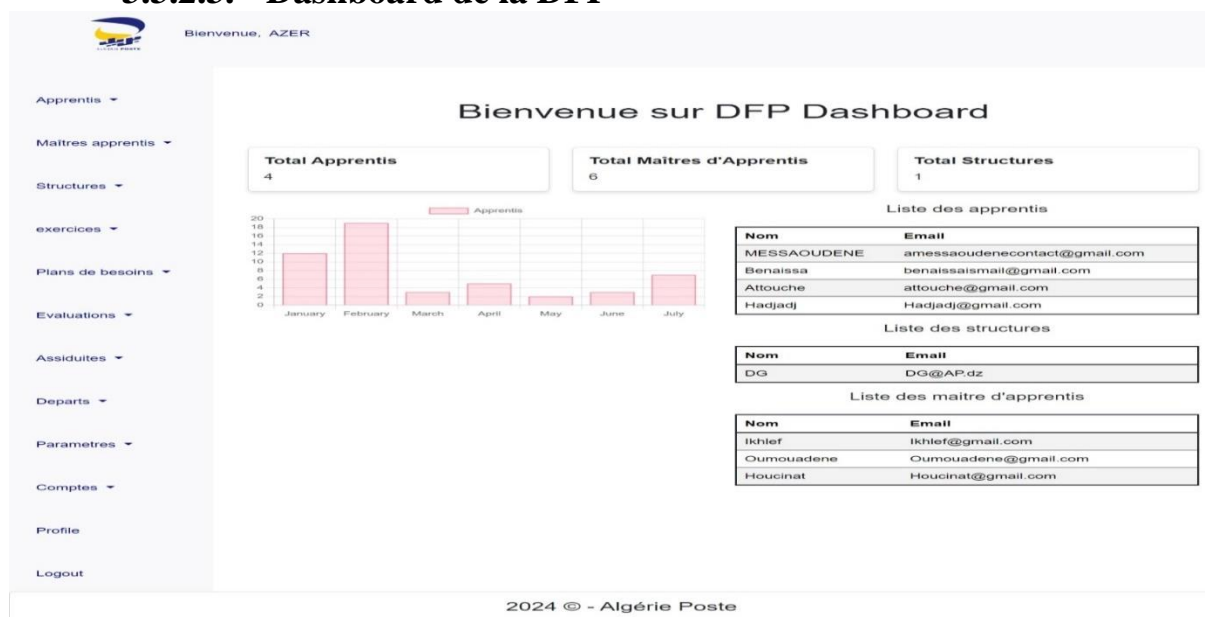 Dashboard de la DFP
Bienvenue, AZER
Apprentis
Maîtres apprentis
Structures
exercices
Plans de besoins
Evaluations
Assiduites
Departs
Parametres
Comptes
Profile
Logout
Bienvenue sur DFP Dashboard
Total Apprentis
4
Total Maîtres d'Apprentis
6
Total Structures
1
Apprentis
20
18
16
14
12
10
8
6
4
2
0
January February March April May June July
Liste des apprentis
Nom Email
MESSAOUDENE amessaoudenecontact@gmail.com
Benaissa benaissaismail@gmail.com
Attouche attouche@gmail.com
Hadjadj Hadjadj@gmail.com
Liste des structures
Nom Email
DG DG@AP.dz
Liste des maitre d'apprentis
Nom Email
Ikhlef Ikhlef@gmail.com
Oumouadene Oumouadene@gmail.com
Houcinat Houcinat@gmail.com
2024 © - Algérie Poste